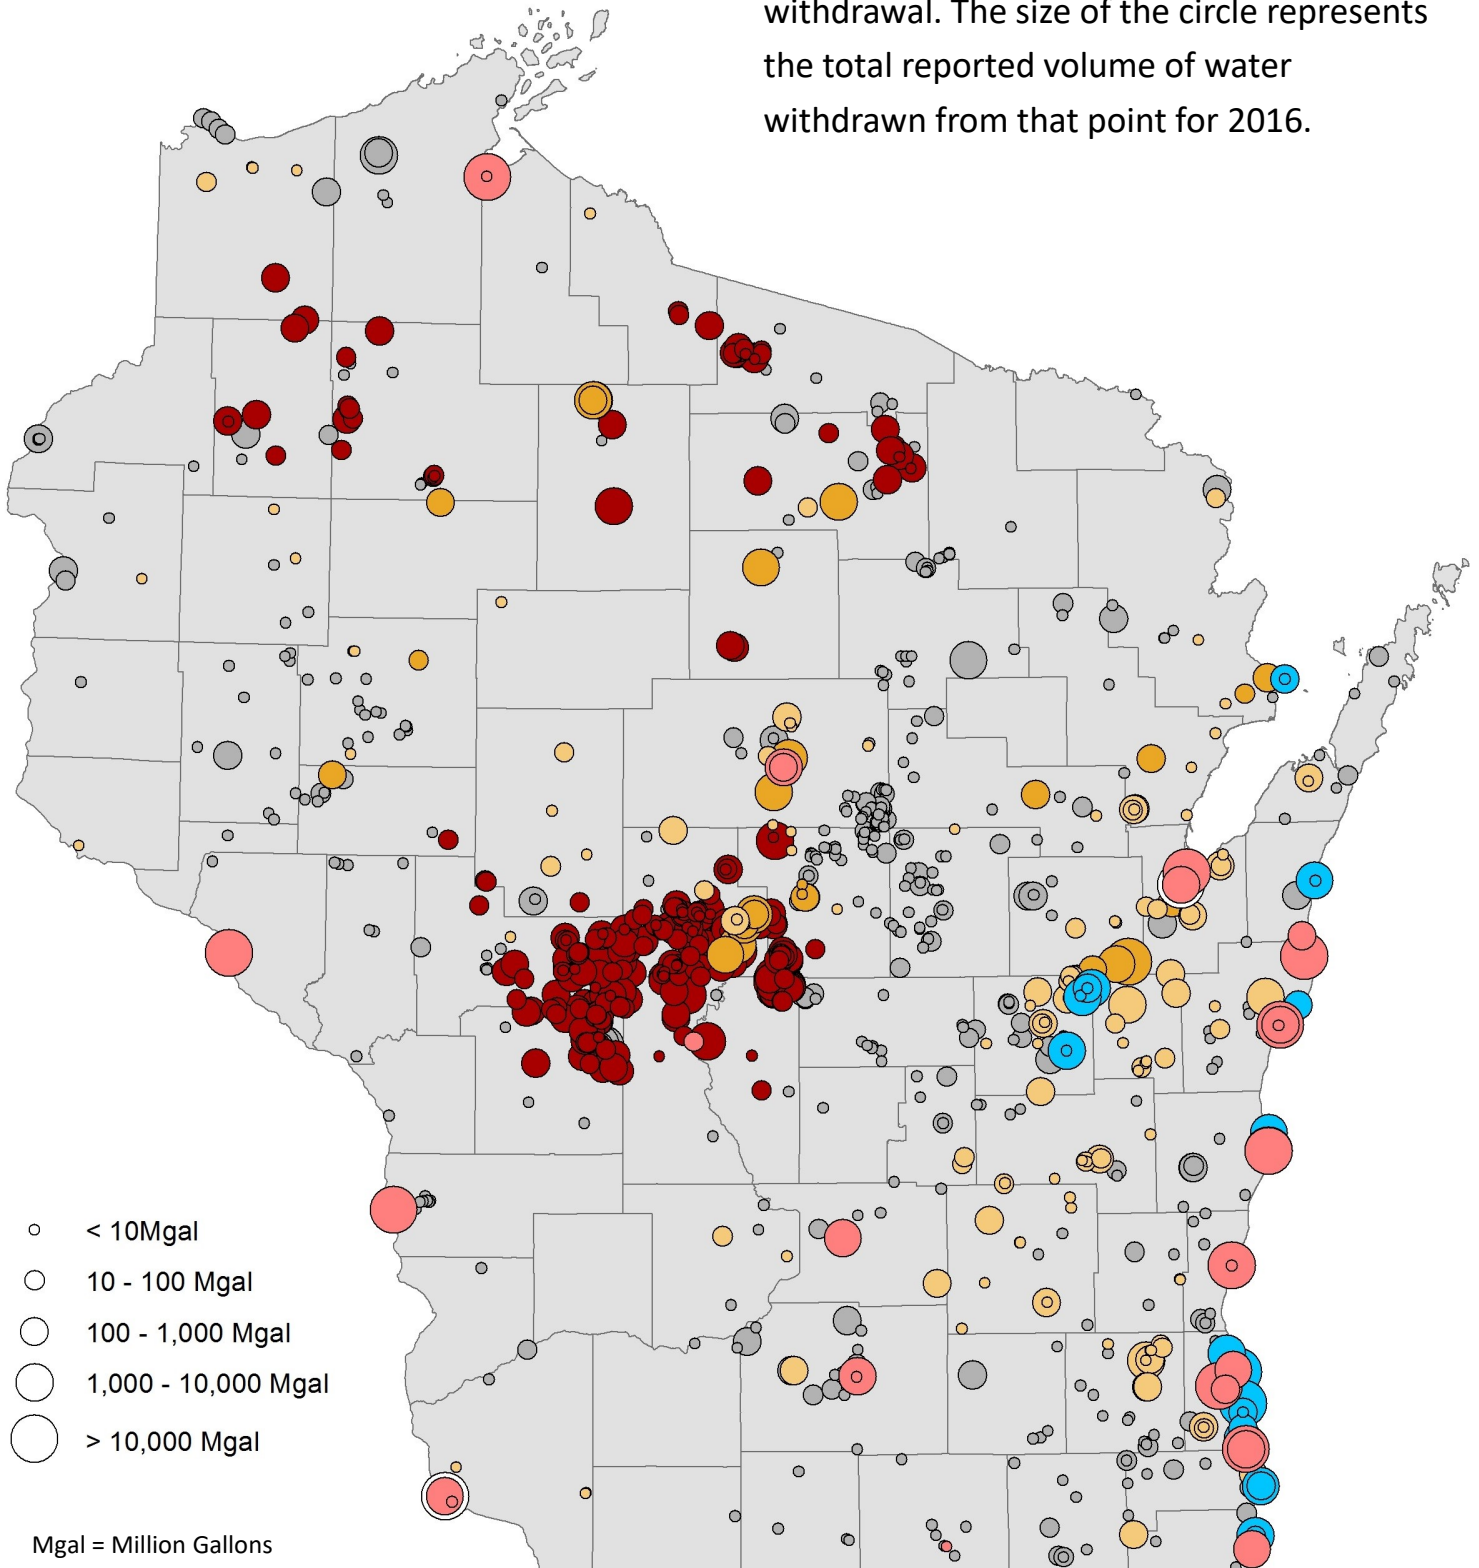 withdrawal. The size of the circle represents
the total reported volume of water
withdrawn from that point for 2016.
< 10Mgal
10 - 100 Mgal
100 - 1,000 Mgal
1,000 - 10,000 Mgal
> 10,000 Mgal
Mgal = Million Gallons